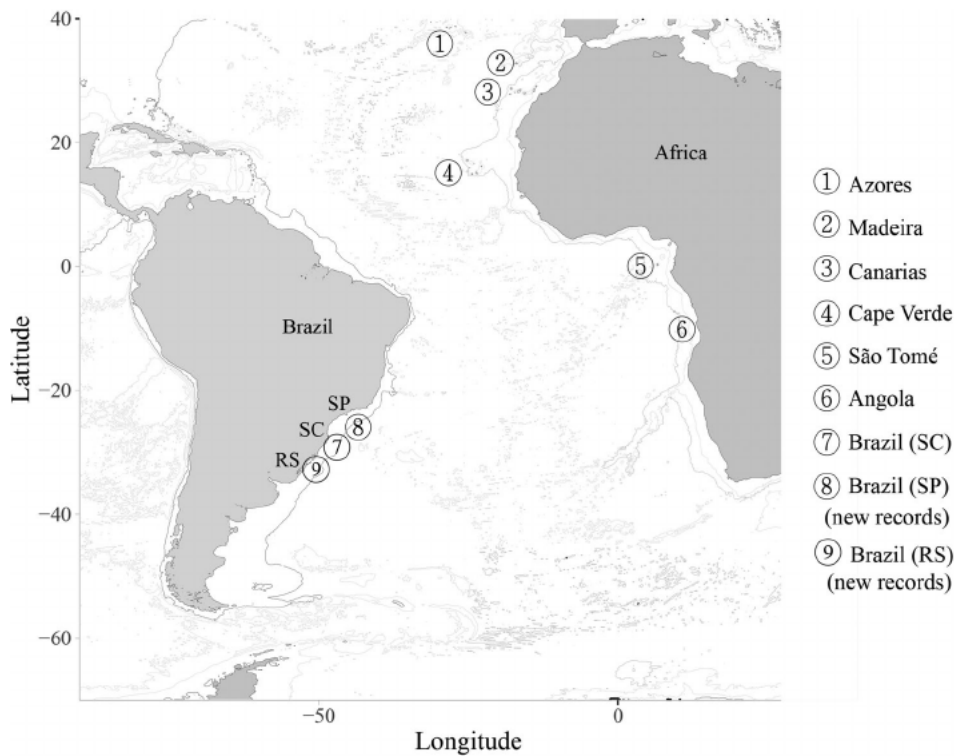 40
20
0
−20
−40
−60
Latitude
−50
0
Longitude
Africa
Brazil
SP
SC
RS
1
2
3
4
5
6
7
8
9
① Azores
② Madeira
③ Canarias
④ Cape Verde
⑤ São Tomé
⑥ Angola
⑦ Brazil (SC)
⑧ Brazil (SP)
(new records)
⑨ Brazil (RS)
(new records)